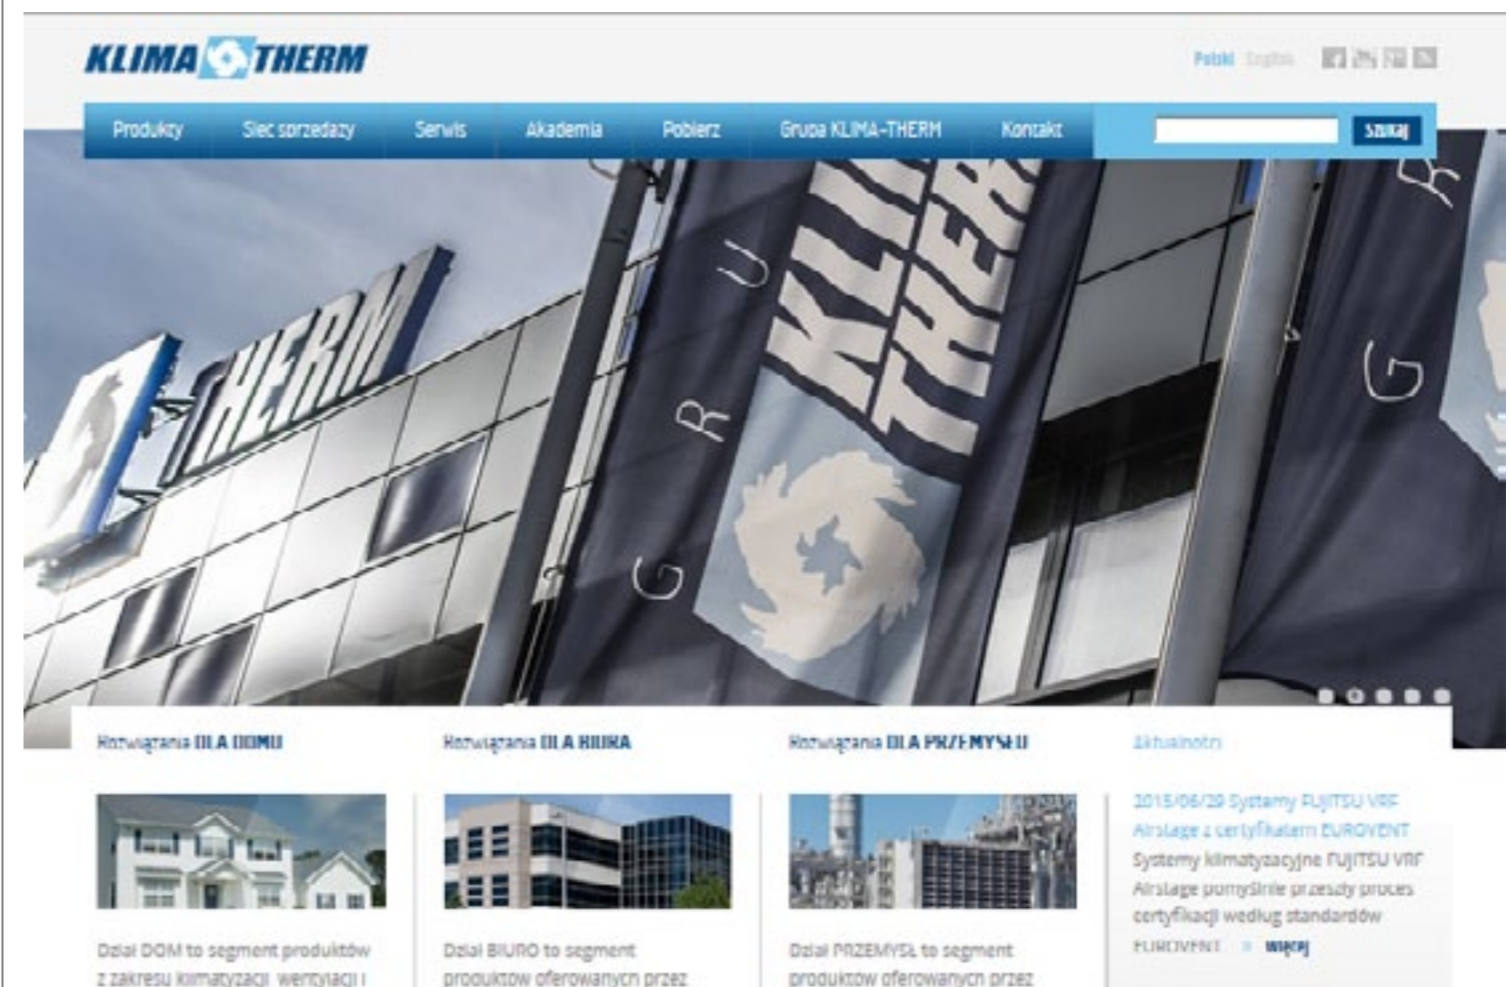 KLIMA THERM
Polski English
Produkty Sieć sprzedaży Serwis Akademia Pobierz Grupa KLIMA-THERM Kontakt Szukaj
THERM
GRUPA
KLIMA
THERM
G R
Rozwiązania DLA DOMU
Rozwiązania DLA BIURA
Rozwiązania DLA PRZEMYSŁU
Aktualności
Dział DOM to segment produktów
z zakresu klimatyzacji, wentylacji i
Dział BIURO to segment
produktów oferowanych przez
Dział PRZEMYSŁ to segment
produktów oferowanych przez
2015/06/29 Systemy FUJITSU VRF
Airstage z certyfikatem EUROVENT
Systemy klimatyzacyjne FUJITSU VRF
Airstage pomyślnie przeszły proces
certyfikacji według standardów
EUROVENT. » więcej